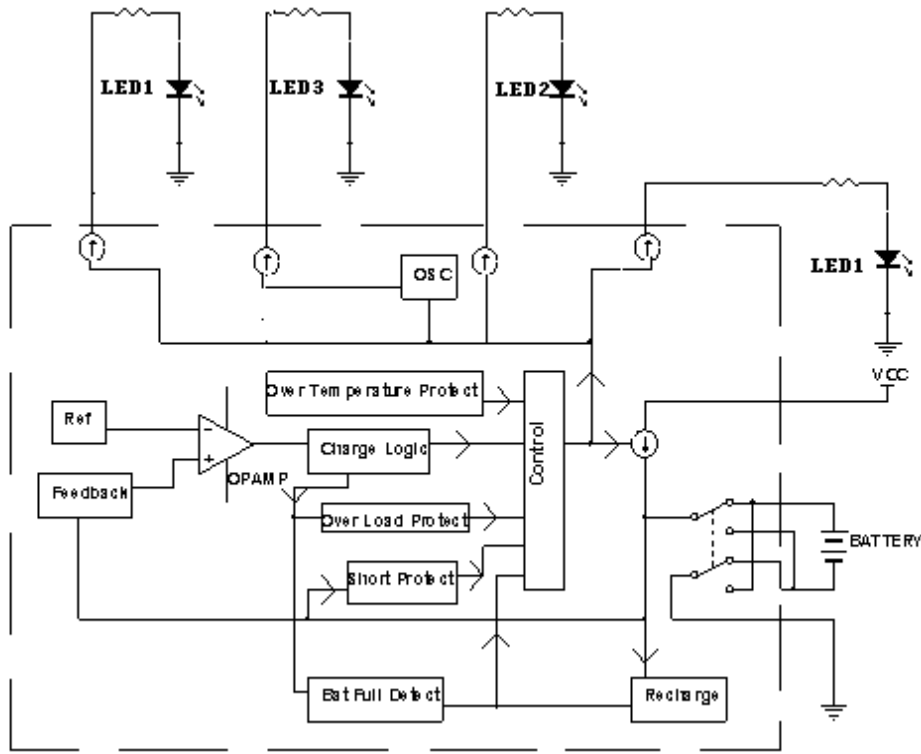 LED1
LED3
LED2
OSC
LED1
VCC
Over Temperature Protect
Ref
Charge Logic
Control
OPAMP
Feedback
Over Load Protect
BATTERY
Short Protect
Bat Full Detect
Recharge